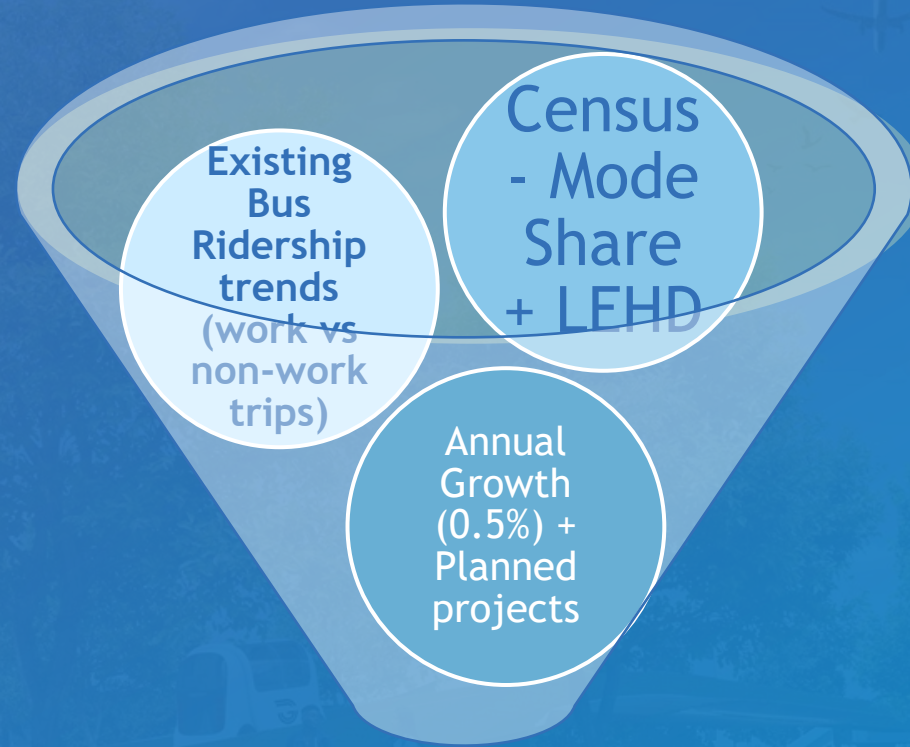 Existing
Bus
Ridership
trends
(work vs
non-work
trips)
Census
- Mode
Share
+ LEHD
Annual
Growth
(0.5%) +
Planned
projects